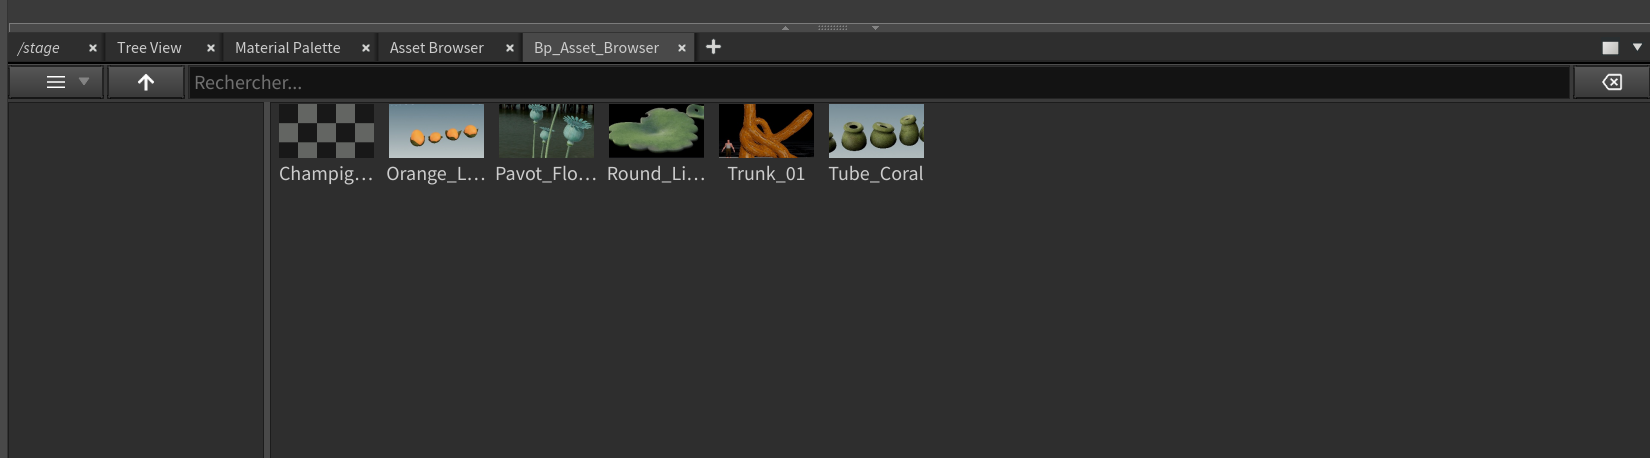 /stage Tree View Material Palette Asset Browser Bp_Asset_Browser
Rechercher...
Champig... Orange_L... Pavot_Flo... Round_Li... Trunk_01 Tube_Coral